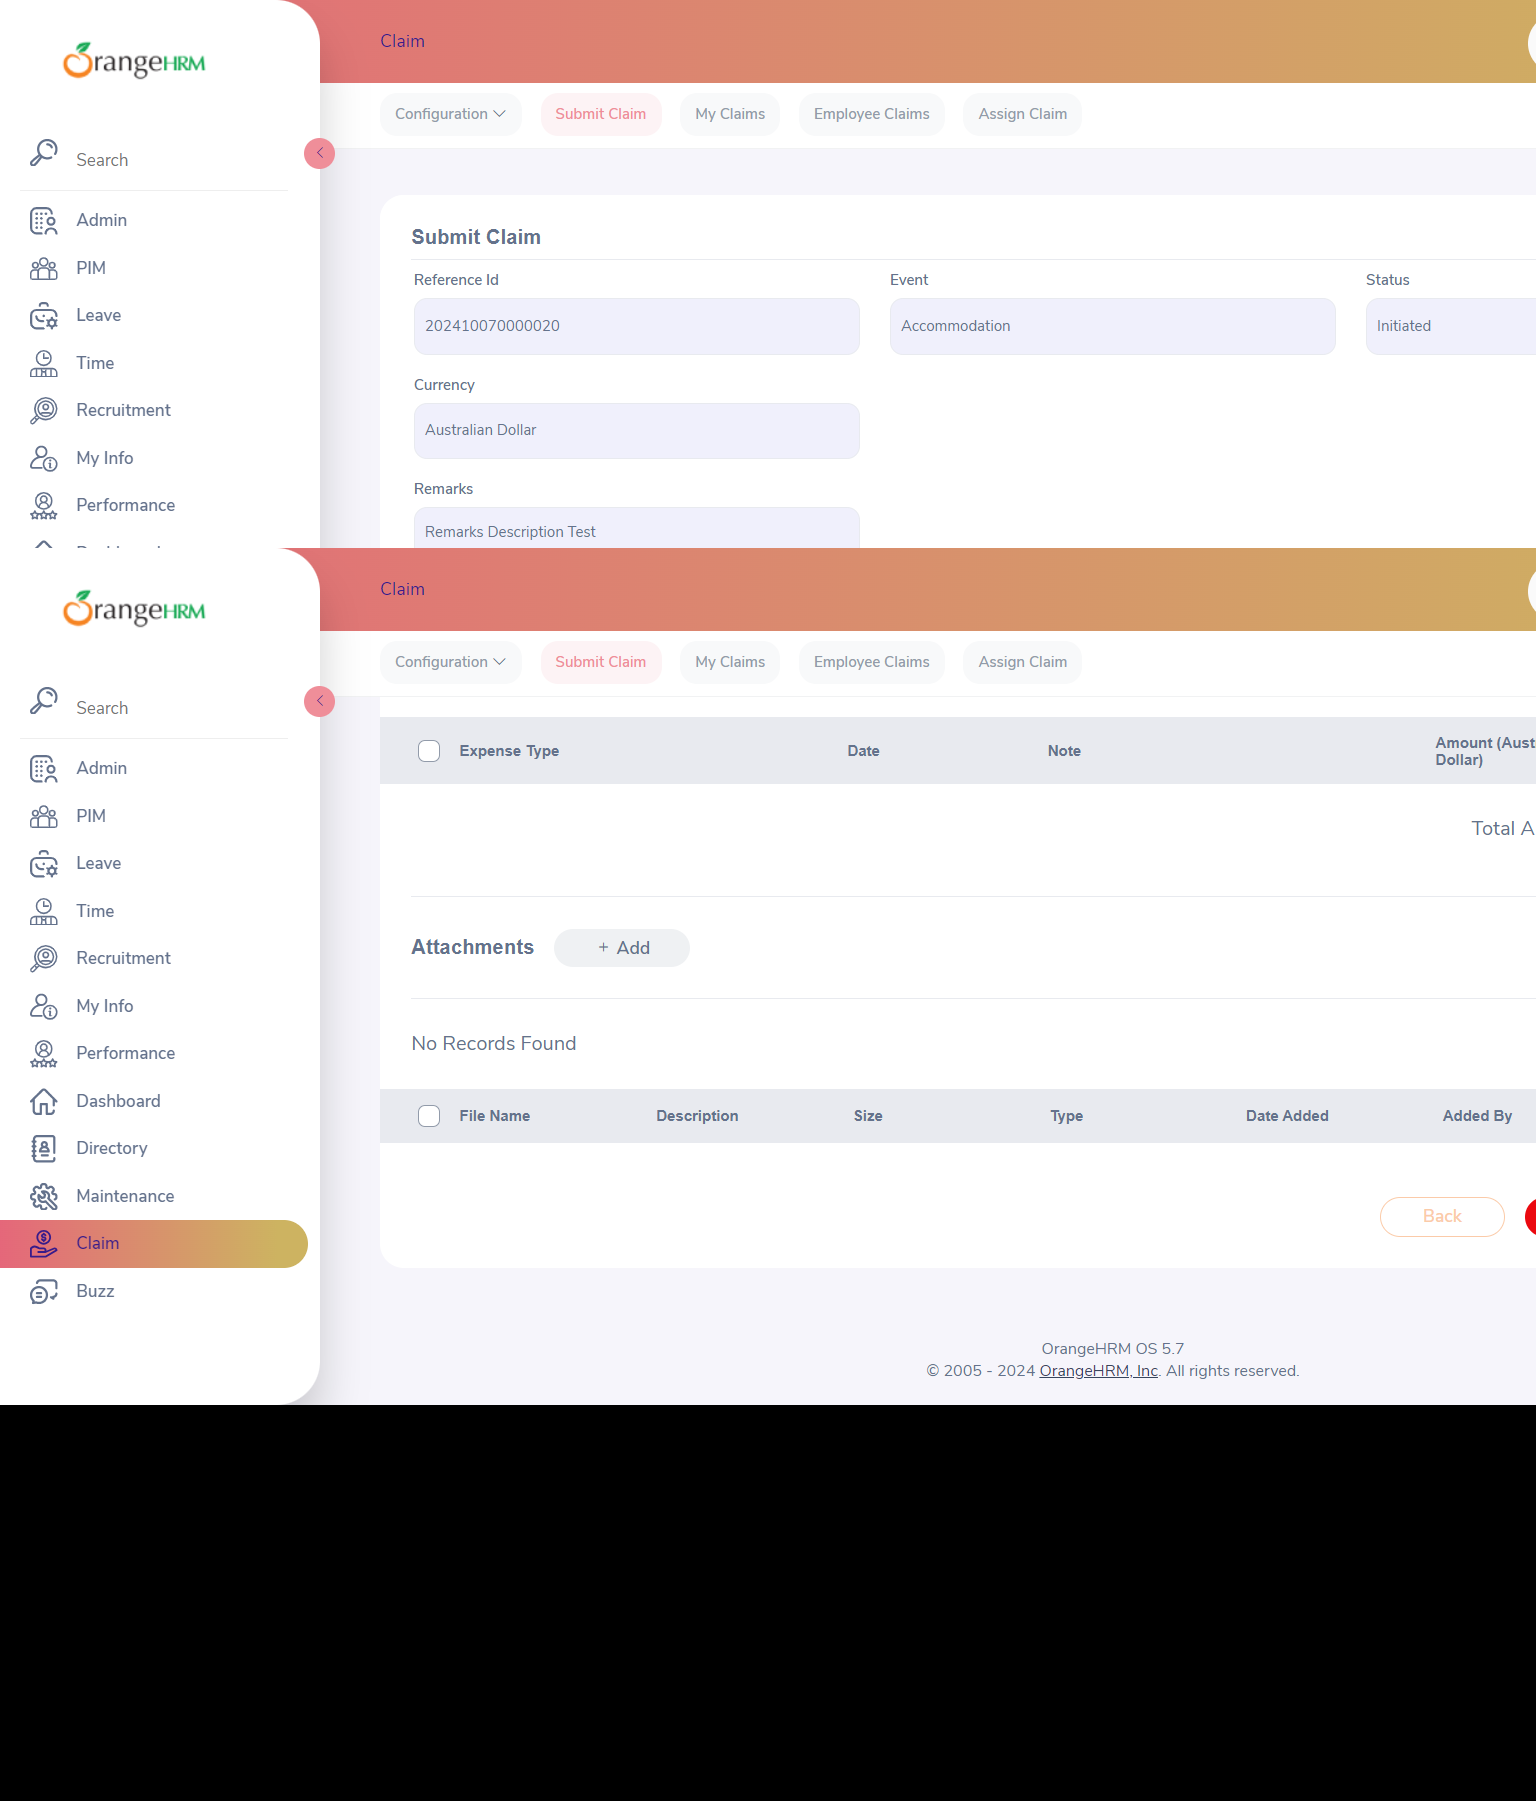 OrangeHRM
Claim
Configuration
Submit Claim
My Claims
Employee Claims
Assign Claim
Search
Admin
PIM
Leave
Time
Recruitment
My Info
Performance
Submit Claim
Reference Id
Event
Status
202410070000020
Accommodation
Initiated
Currency
Australian Dollar
Remarks
Remarks Description Test
OrangeHRM
Claim
Configuration
Submit Claim
My Claims
Employee Claims
Assign Claim
Search
Admin
PIM
Leave
Time
Recruitment
My Info
Performance
Dashboard
Directory
Maintenance
Claim
Buzz
Expense Type
Date
Note
Amount (Aust
Dollar)
Total A
Attachments
+ Add
No Records Found
File Name
Description
Size
Type
Date Added
Added By
Back
OrangeHRM OS 5.7
© 2005 - 2024 OrangeHRM, Inc. All rights reserved.